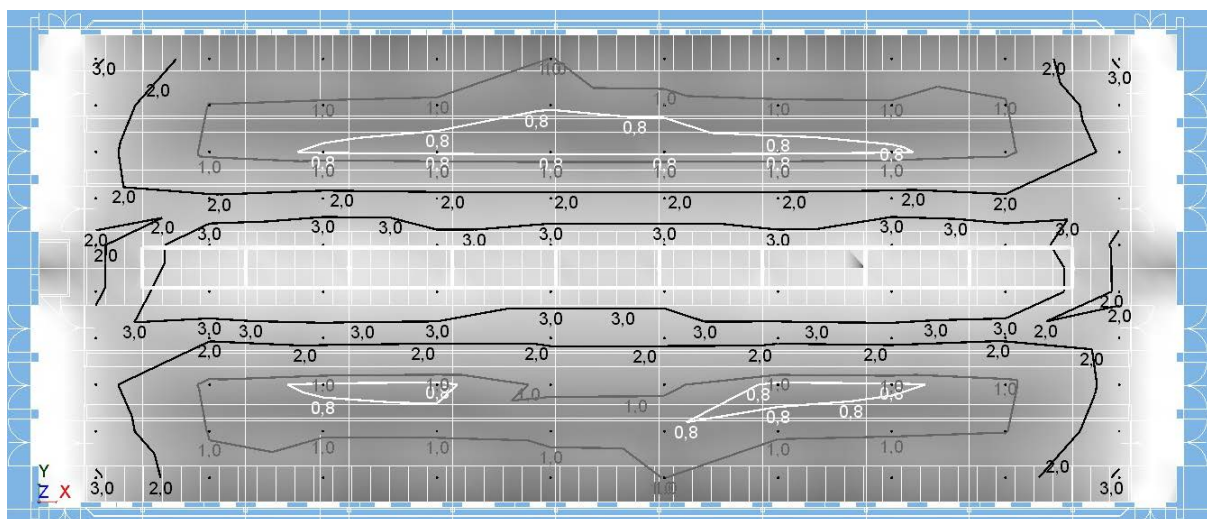 3,0 2,0 1,0 2,0 3,0
2,0 1,0 1,0 1,0 1,0 1,0
0,8 0,8
0,8 0,8
1,0 0,8 0,8 0,8 0,8 0,8 0,8
1,0 1,0 1,0 1,0 1,0 1,0
2,0 2,0 2,0 2,0 2,0 2,0 2,0 2,0 2,0
2,0 2,0 3,0 3,0 3,0 3,0 3,0 3,0 3,0 3,0 3,0 3,0
2,0
2,0
3,0 3,0 3,0 3,0 3,0 3,0 3,0 3,0 3,0 3,0 2,0 2,0
2,0 2,0 2,0 2,0 2,0 2,0 2,0 2,0 2,0
1,0 1,0 1,0 1,0 1,0 1,0
0,8 0,8 0,8
0,8 1,0 0,8 0,8
0,8
1,0 1,0 1,0 1,0 1,0 1,0
Y 2,0
Z X 3,0 2,0 3,0